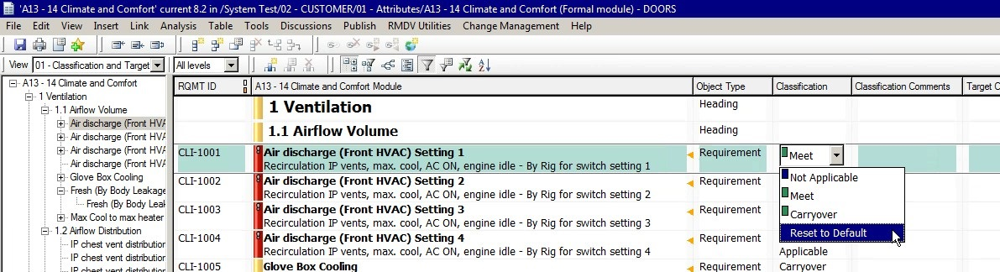 'A13 - 14 Climate and Comfort' current 8.2 in /System Test/02 - CUSTOMER/01 - Attributes/A13 - 14 Climate and Comfort (Formal module) - DOORS
File Edit View Insert Link Analysis Table Tools Discussions Publish RMDV Utilities Change Management Help
View 01 - Classification and Target All levels
A13 - 14 Climate and Comfort
1 Ventilation
1.1 Airflow Volume
Air discharge (Front HVA
Air discharge (Front HVA
Air discharge (Front HVA
Air discharge (Front HVA
Glove Box Cooling
Fresh (By Body Leakage
Fresh (By Body Leak
Max Cool to max heater
1.2 Airflow Distribution
IP chest vent distribution
IP chest vent distribution
IP chest vent distribution
RQMT ID A13 - 14 Climate and Comfort Module Object Type Classification Classification Comments Target C
1 Ventilation Heading
1.1 Airflow Volume Heading
CLI-1001 Air discharge (Front HVAC) Setting 1 Requirement Meet
Recirculation IP vents, max. cool, AC ON, engine idle - By Rig for switch setting 1
Not Applicable
Meet
Carryover
Reset to Default
CLI-1002 Air discharge (Front HVAC) Setting 2 Requirement
Recirculation IP vents, max. cool, AC ON, engine idle - By Rig for switch setting 2
CLI-1003 Air discharge (Front HVAC) Setting 3 Requirement
Recirculation IP vents, max. cool, AC ON, engine idle - By Rig for switch setting 3
CLI-1004 Air discharge (Front HVAC) Setting 4 Requirement
Recirculation IP vents, max. cool, AC ON, engine idle - By Rig for switch setting 4 Applicable
CLI-1005 Glove Box Cooling Requirement Carryover